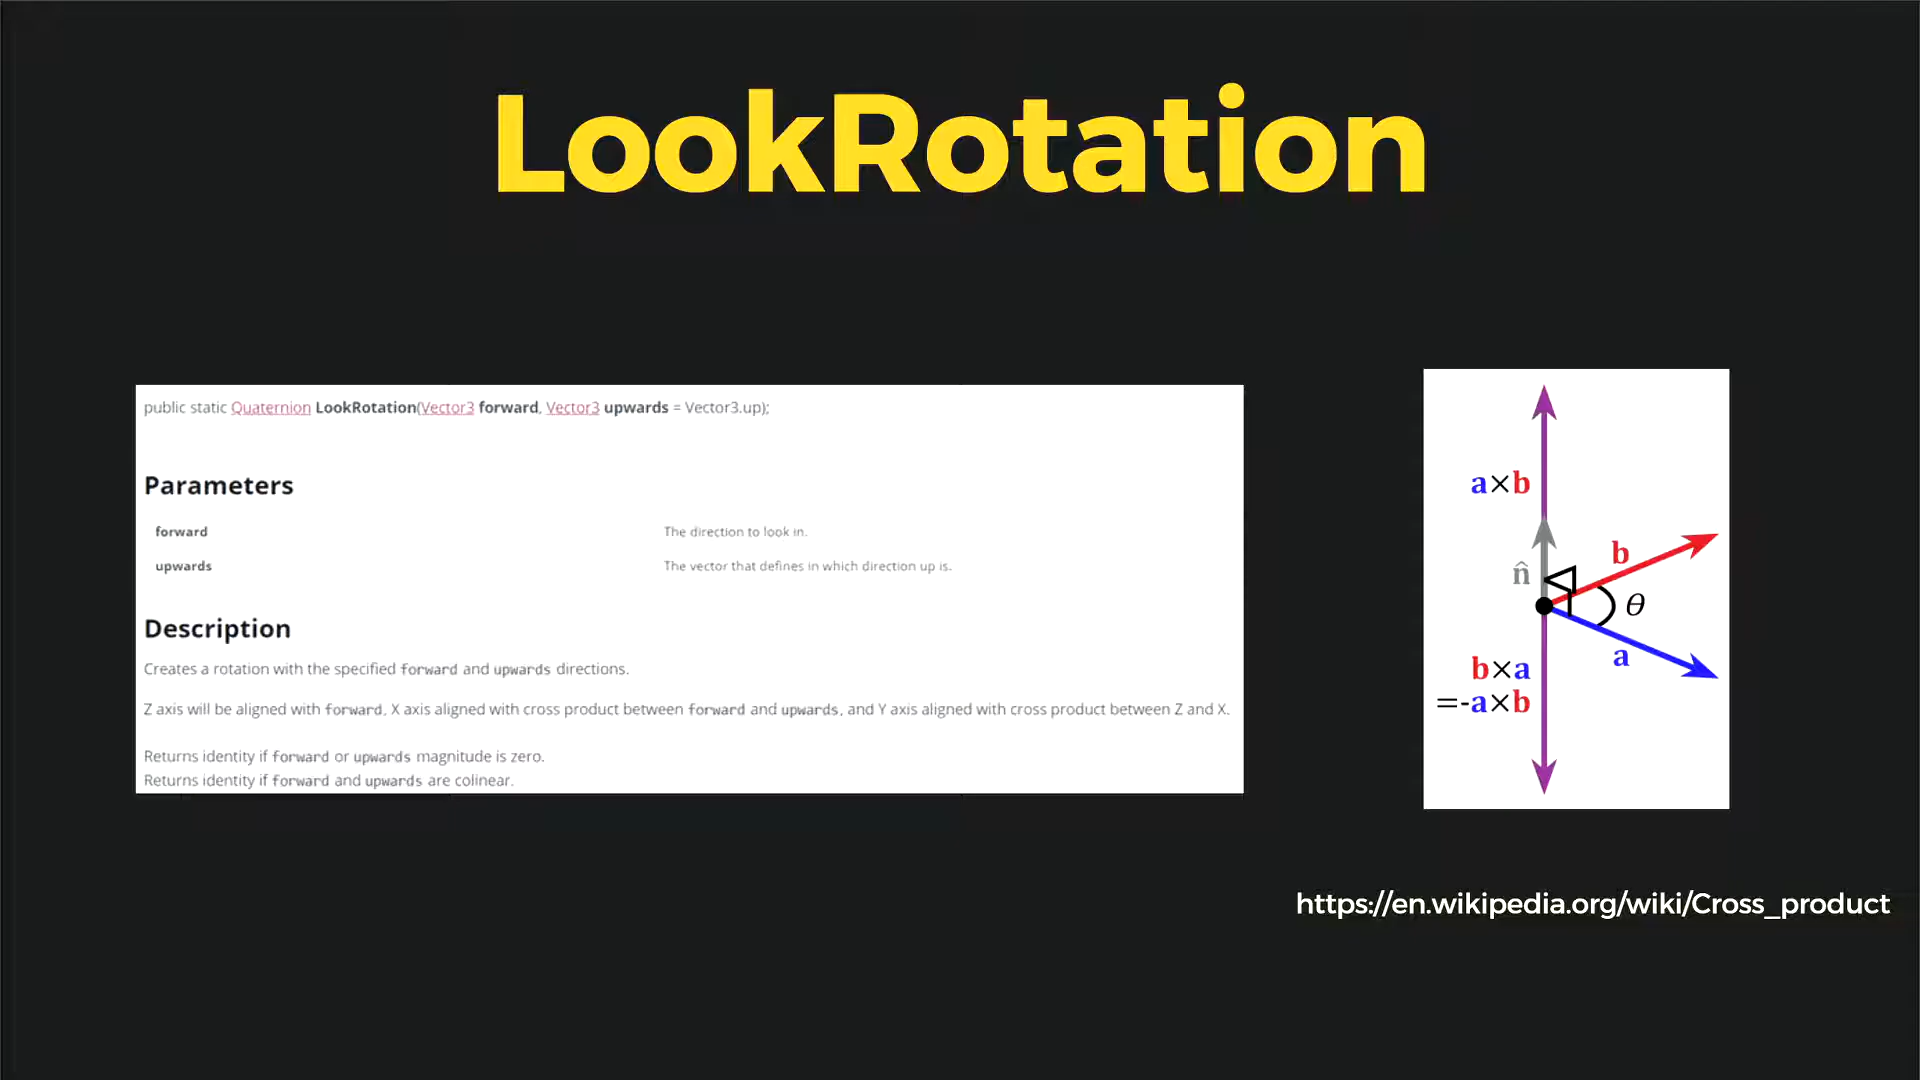 LookRotation
public static Quaternion LookRotation(Vector3 forward, Vector3 upwards = Vector3.up);
Parameters
forward The direction to look in.
upwards The vector that defines in which direction up is.
Description
Creates a rotation with the specified forward and upwards directions.
Z axis will be aligned with forward, X axis aligned with cross product between forward and upwards, and Y axis aligned with cross product between Z and X.
Returns identity if forward or upwards magnitude is zero.
Returns identity if forward and upwards are colinear.
a×b
b
n̂
θ
a
b×a
=-a×b
https://en.wikipedia.org/wiki/Cross_product